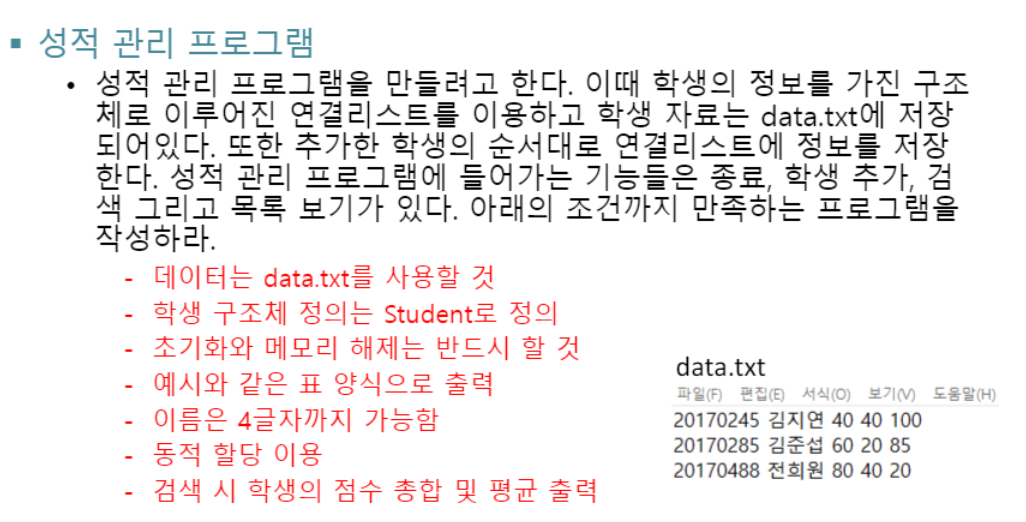 ▪ 성적 관리 프로그램
• 성적 관리 프로그램을 만들려고 한다. 이때 학생의 정보를 가진 구조
체로 이루어진 연결리스트를 이용하고 학생 자료는 data.txt에 저장
되어있다. 또한 추가한 학생의 순서대로 연결리스트에 정보를 저장
한다. 성적 관리 프로그램에 들어가는 기능들은 종료, 학생 추가, 검
색 그리고 목록 보기가 있다. 아래의 조건까지 만족하는 프로그램을
작성하라.
- 데이터는 data.txt를 사용할 것
- 학생 구조체 정의는 Student로 정의
- 초기화와 메모리 해제는 반드시 할 것
- 예시와 같은 표 양식으로 출력
- 이름은 4글자까지 가능함
- 동적 할당 이용
- 검색 시 학생의 점수 총합 및 평균 출력
data.txt
파일(F) 편집(E) 서식(O) 보기(V) 도움말(H)
20170245 김지연 40 40 100
20170285 김준섭 60 20 85
20170488 전희원 80 40 20